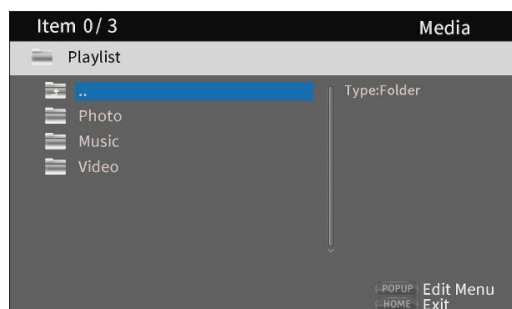 Item 0/3 Media
Playlist
.. Type:Folder
Photo
Music
Video
POPUP Edit Menu
HOME Exit